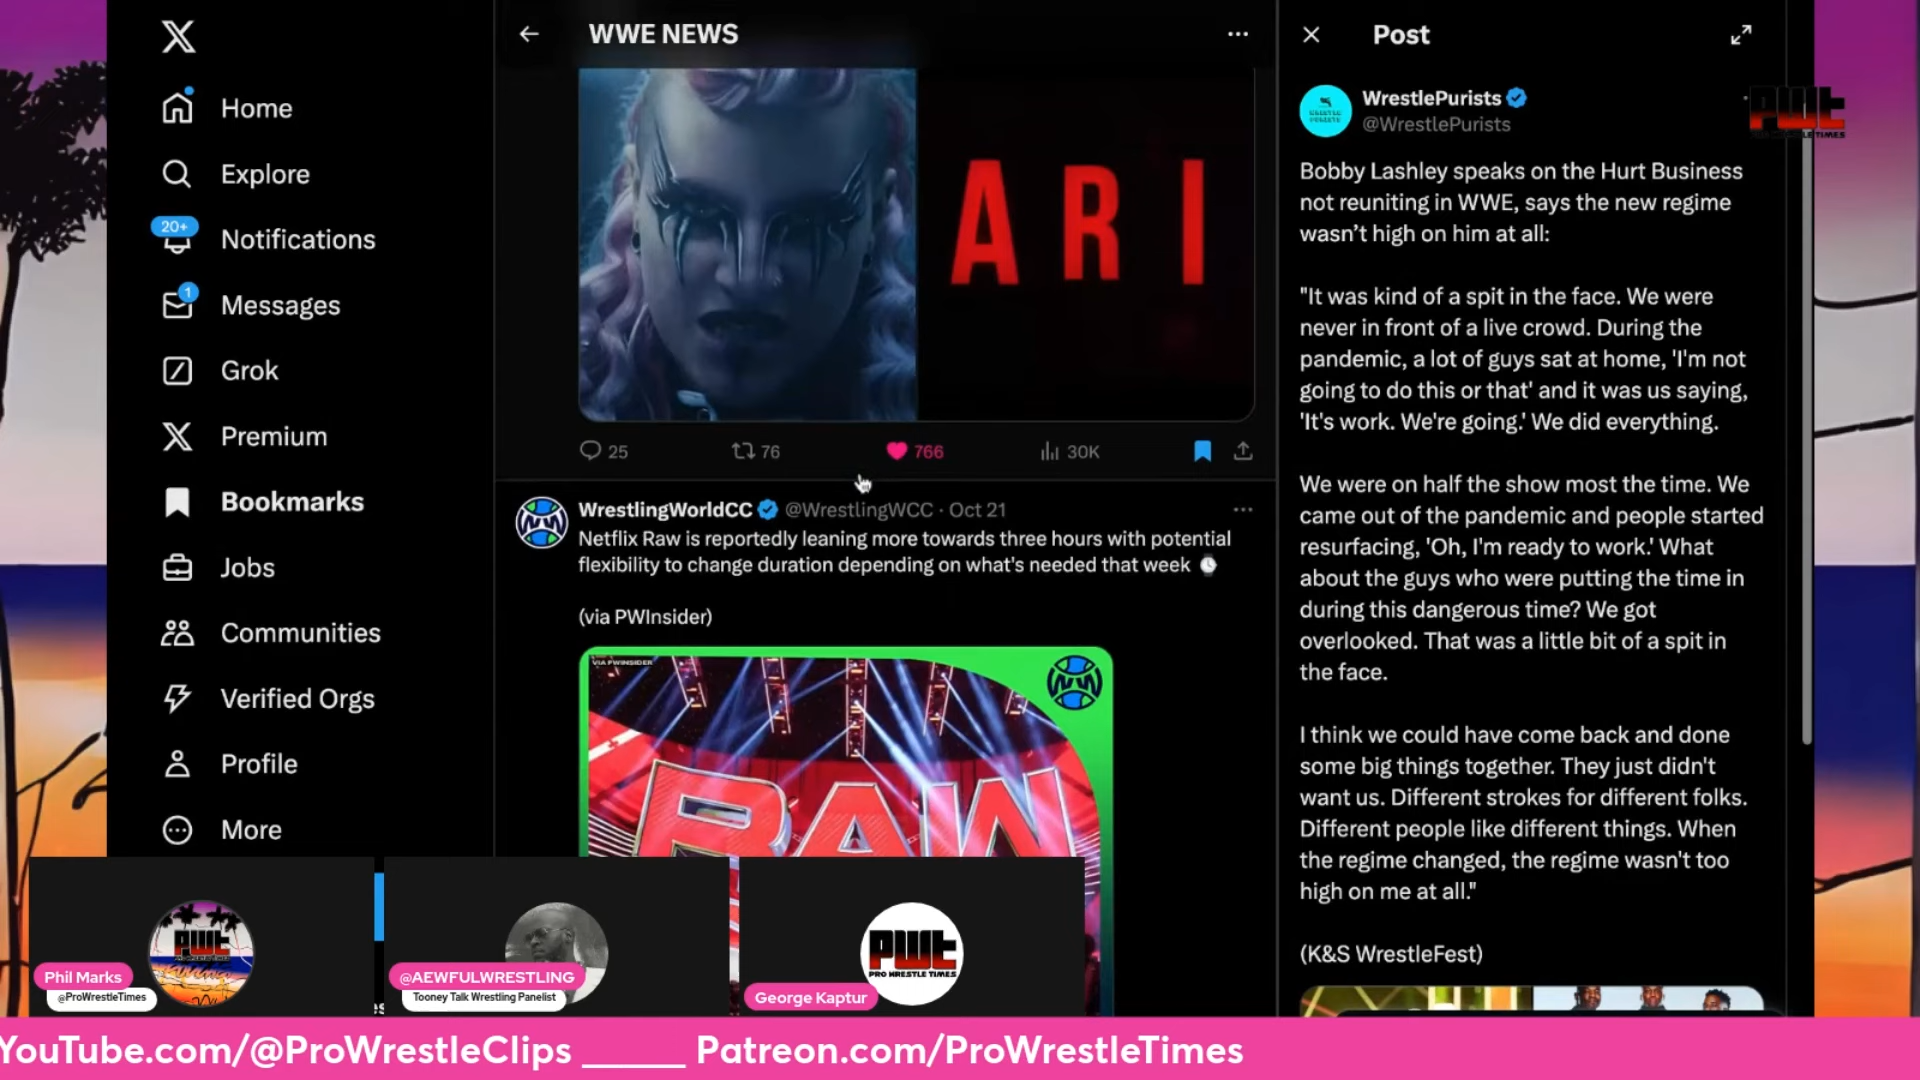 Home
Explore
20+
Notifications
1
Messages
Grok
Premium
Bookmarks
Jobs
Communities
Verified Orgs
Profile
More
WWE NEWS
ARI
25
76
766
30K
WrestlingWorldCC @WrestlingWCC · Oct 21
Netflix Raw is reportedly leaning more towards three hours with potential
flexibility to change duration depending on what's needed that week
(via PWInsider)
VIA PWINSIDER
RAW
Post
WrestlePurists
@WrestlePurists
PWT
Bobby Lashley speaks on the Hurt Business
not reuniting in WWE, says the new regime
wasn’t high on him at all:
"It was kind of a spit in the face. We were
never in front of a live crowd. During the
pandemic, a lot of guys sat at home, 'I'm not
going to do this or that' and it was us saying,
'It's work. We're going.' We did everything.
We were on half the show most the time. We
came out of the pandemic and people started
resurfacing, 'Oh, I'm ready to work.' What
about the guys who were putting the time in
during this dangerous time? We got
overlooked. That was a little bit of a spit in
the face.
I think we could have come back and done
some big things together. They just didn't
want us. Different strokes for different folks.
Different people like different things. When
the regime changed, the regime wasn't too
high on me at all."
(K&S WrestleFest)
PWT
Phil Marks
@ProWrestleTimes
@AEWFULWRESTLING
Tooney Talk Wrestling Panelist
PWT
PRO WRESTLE TIMES
George Kaptur
YouTube.com/@ProWrestleClips ______ Patreon.com/ProWrestleTimes